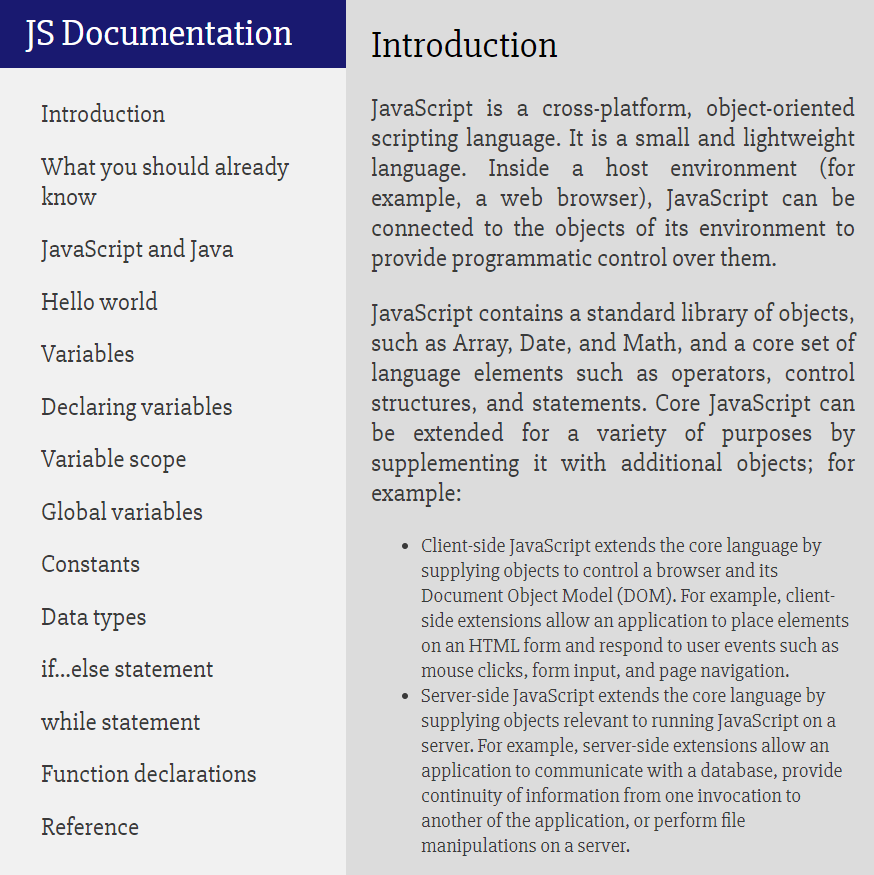 JS Documentation
Introduction
What you should already
know
JavaScript and Java
Hello world
Variables
Declaring variables
Variable scope
Global variables
Constants
Data types
if...else statement
while statement
Function declarations
Reference
Introduction
JavaScript is a cross-platform, object-oriented
scripting language. It is a small and lightweight
language. Inside a host environment (for
example, a web browser), JavaScript can be
connected to the objects of its environment to
provide programmatic control over them.
JavaScript contains a standard library of objects,
such as Array, Date, and Math, and a core set of
language elements such as operators, control
structures, and statements. Core JavaScript can
be extended for a variety of purposes by
supplementing it with additional objects; for
example:
• Client-side JavaScript extends the core language by
supplying objects to control a browser and its
Document Object Model (DOM). For example, client-
side extensions allow an application to place elements
on an HTML form and respond to user events such as
mouse clicks, form input, and page navigation.
• Server-side JavaScript extends the core language by
supplying objects relevant to running JavaScript on a
server. For example, server-side extensions allow an
application to communicate with a database, provide
continuity of information from one invocation to
another of the application, or perform file
manipulations on a server.